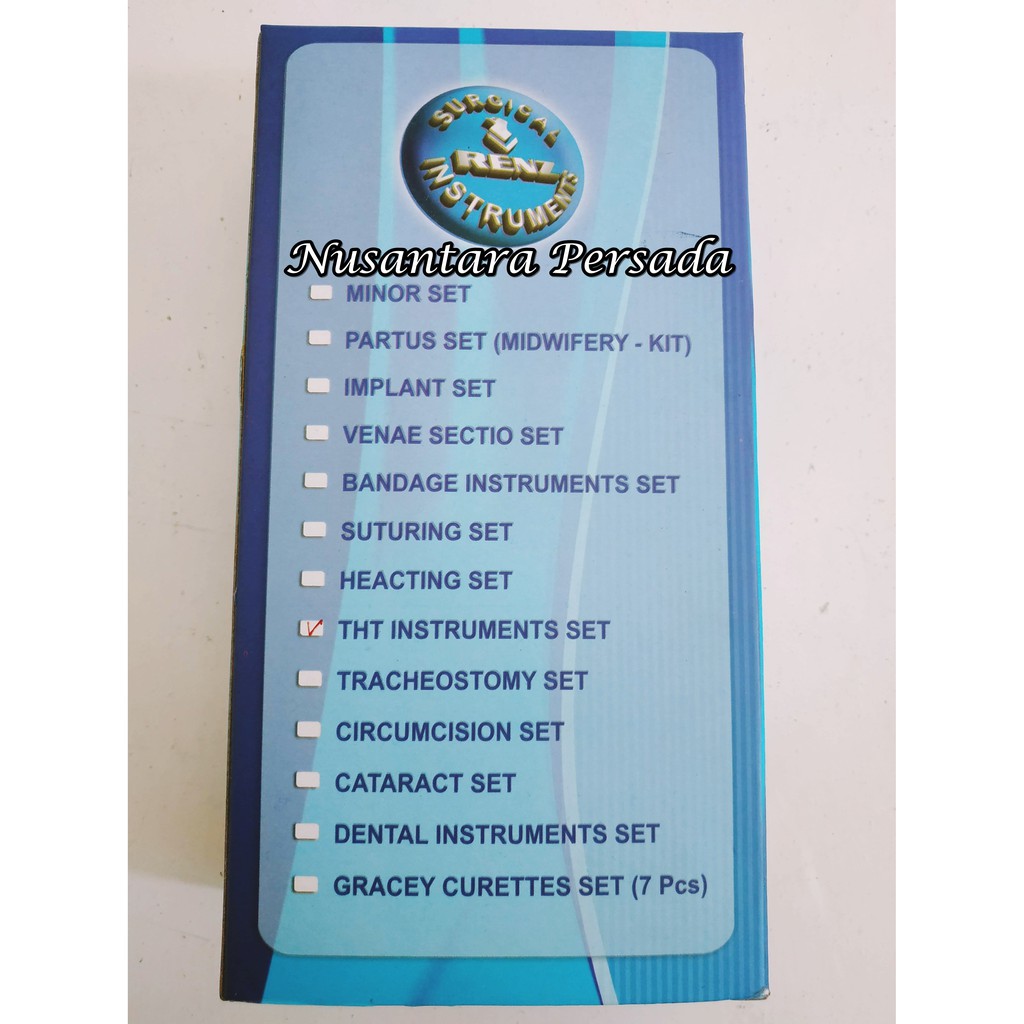 SURGICAL
RENZ
INSTRUMENTS
Nusantara Persada
MINOR SET
PARTUS SET (MIDWIFERY - KIT)
IMPLANT SET
VENAE SECTIO SET
BANDAGE INSTRUMENTS SET
SUTURING SET
HEACTING SET
THT INSTRUMENTS SET
TRACHEOSTOMY SET
CIRCUMCISION SET
CATARACT SET
DENTAL INSTRUMENTS SET
GRACEY CURETTES SET (7 Pcs)